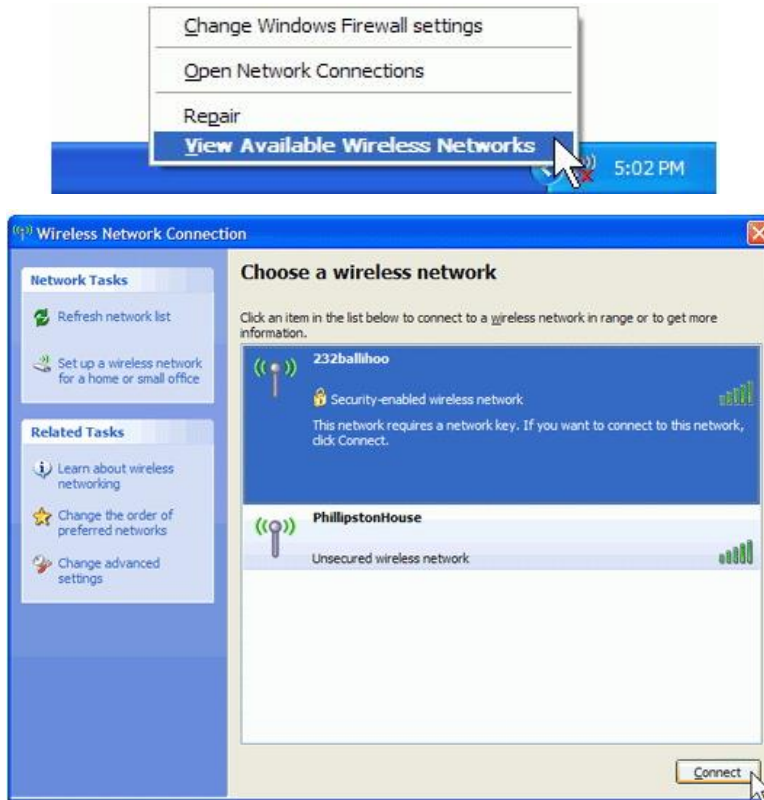 Change Windows Firewall settings
Open Network Connections
Repair
View Available Wireless Networks
5:02 PM
Wireless Network Connection
Network Tasks
Refresh network list
Set up a wireless network
for a home or small office
Related Tasks
Learn about wireless
networking
Change the order of
preferred networks
Change advanced
settings
Choose a wireless network
Click an item in the list below to connect to a wireless network in range or to get more
information.
232ballihoo
Security-enabled wireless network
This network requires a network key. If you want to connect to this network,
click Connect.
PhillipstonHouse
Unsecured wireless network
Connect